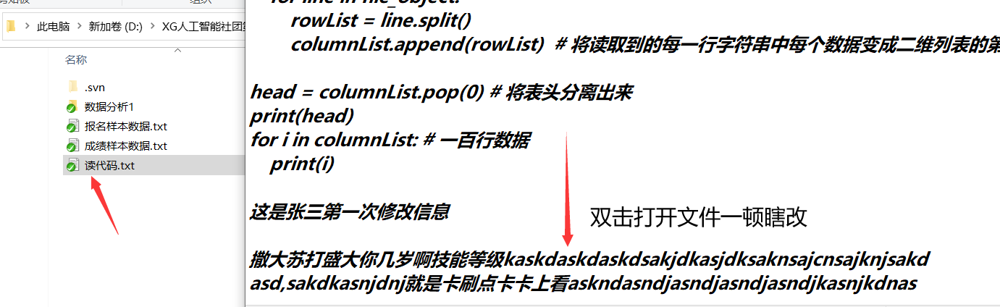 组织
此电脑 > 新加卷 (D:) > XG人工智能社团
名称
.svn
数据分析1
报名样本数据.txt
成绩样本数据.txt
读代码.txt
for line in file_object:
rowList = line.split()
columnList.append(rowList) # 将读取到的每一行字符串中每个数据变成二维列表的第
head = columnList.pop(0) # 将表头分离出来
print(head)
for i in columnList: # 一百行数据
print(i)
这是张三第一次修改信息
双击打开文件一顿瞎改
撒大苏打盛大你几岁啊技能等级kaskdaskdaskdsakjdkasjdksaknsajcnsajknjsakd
asd,sakdkasnjdnj就是卡刷点卡卡上看askndasndjasndjasndjasndjkasnjkdnas